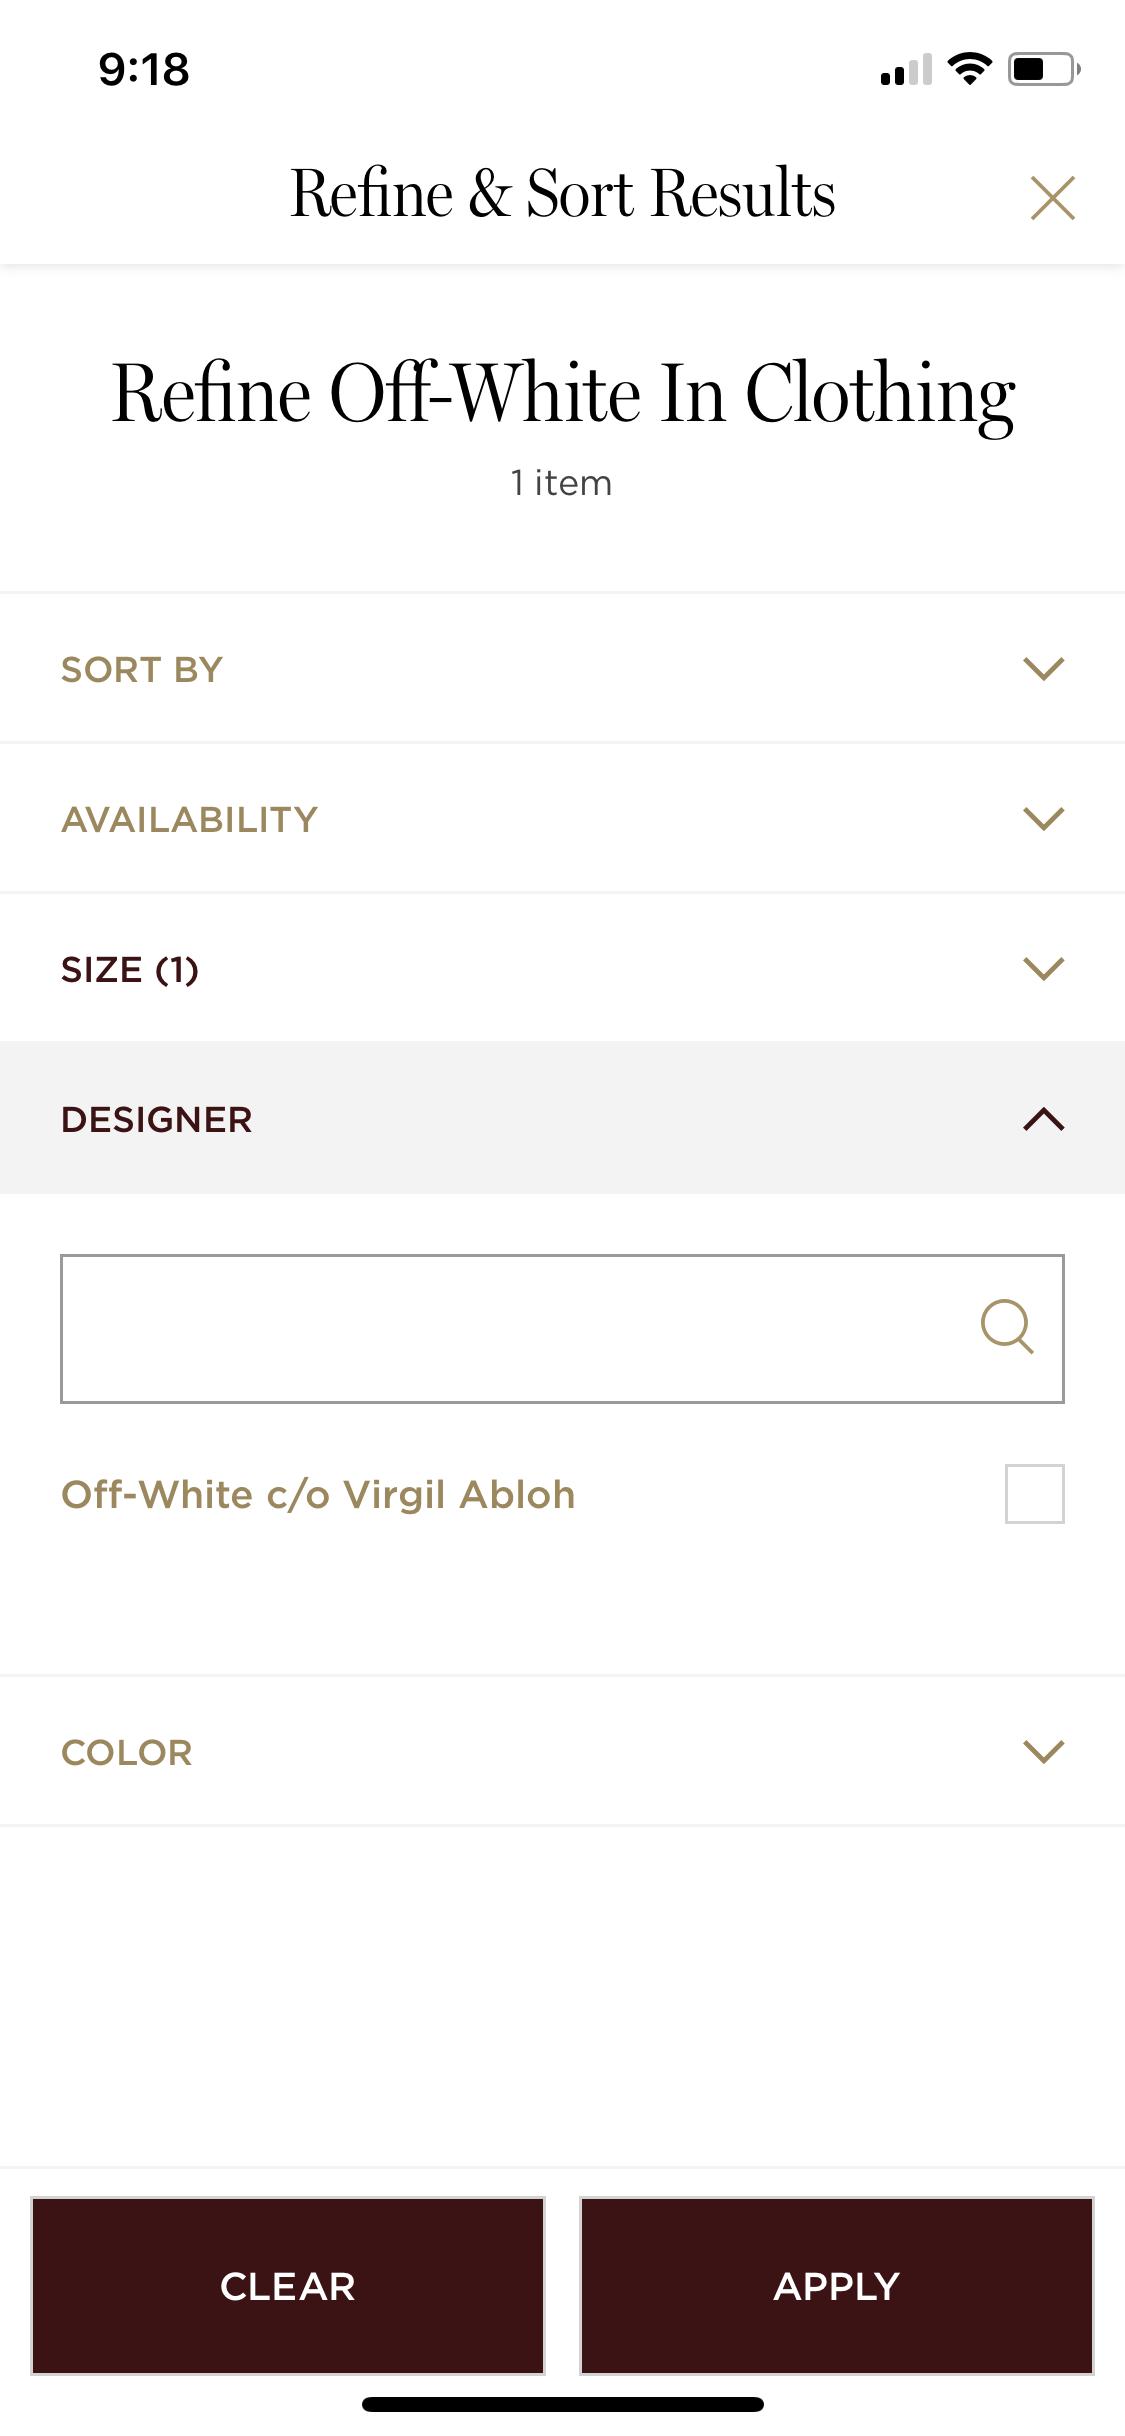 9:18
Refine & Sort Results
Refine Off-White In Clothing
1 item
SORT BY
AVAILABILITY
SIZE (1)
DESIGNER
Off-White c/o Virgil Abloh
COLOR
CLEAR
APPLY